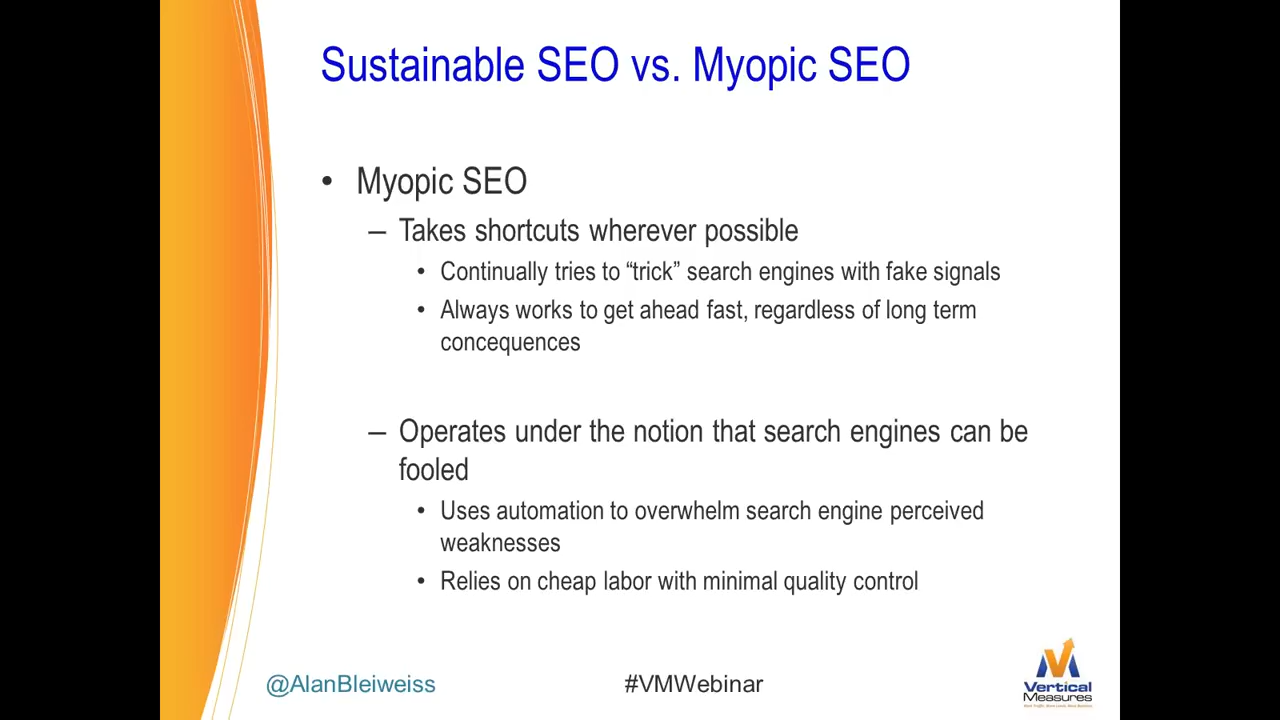 Sustainable SEO vs. Myopic SEO
• Myopic SEO
– Takes shortcuts wherever possible
• Continually tries to “trick” search engines with fake signals
• Always works to get ahead fast, regardless of long term
concequences
– Operates under the notion that search engines can be
fooled
• Uses automation to overwhelm search engine perceived
weaknesses
• Relies on cheap labor with minimal quality control
@AlanBleiweiss
#VMWebinar
Vertical
Measures